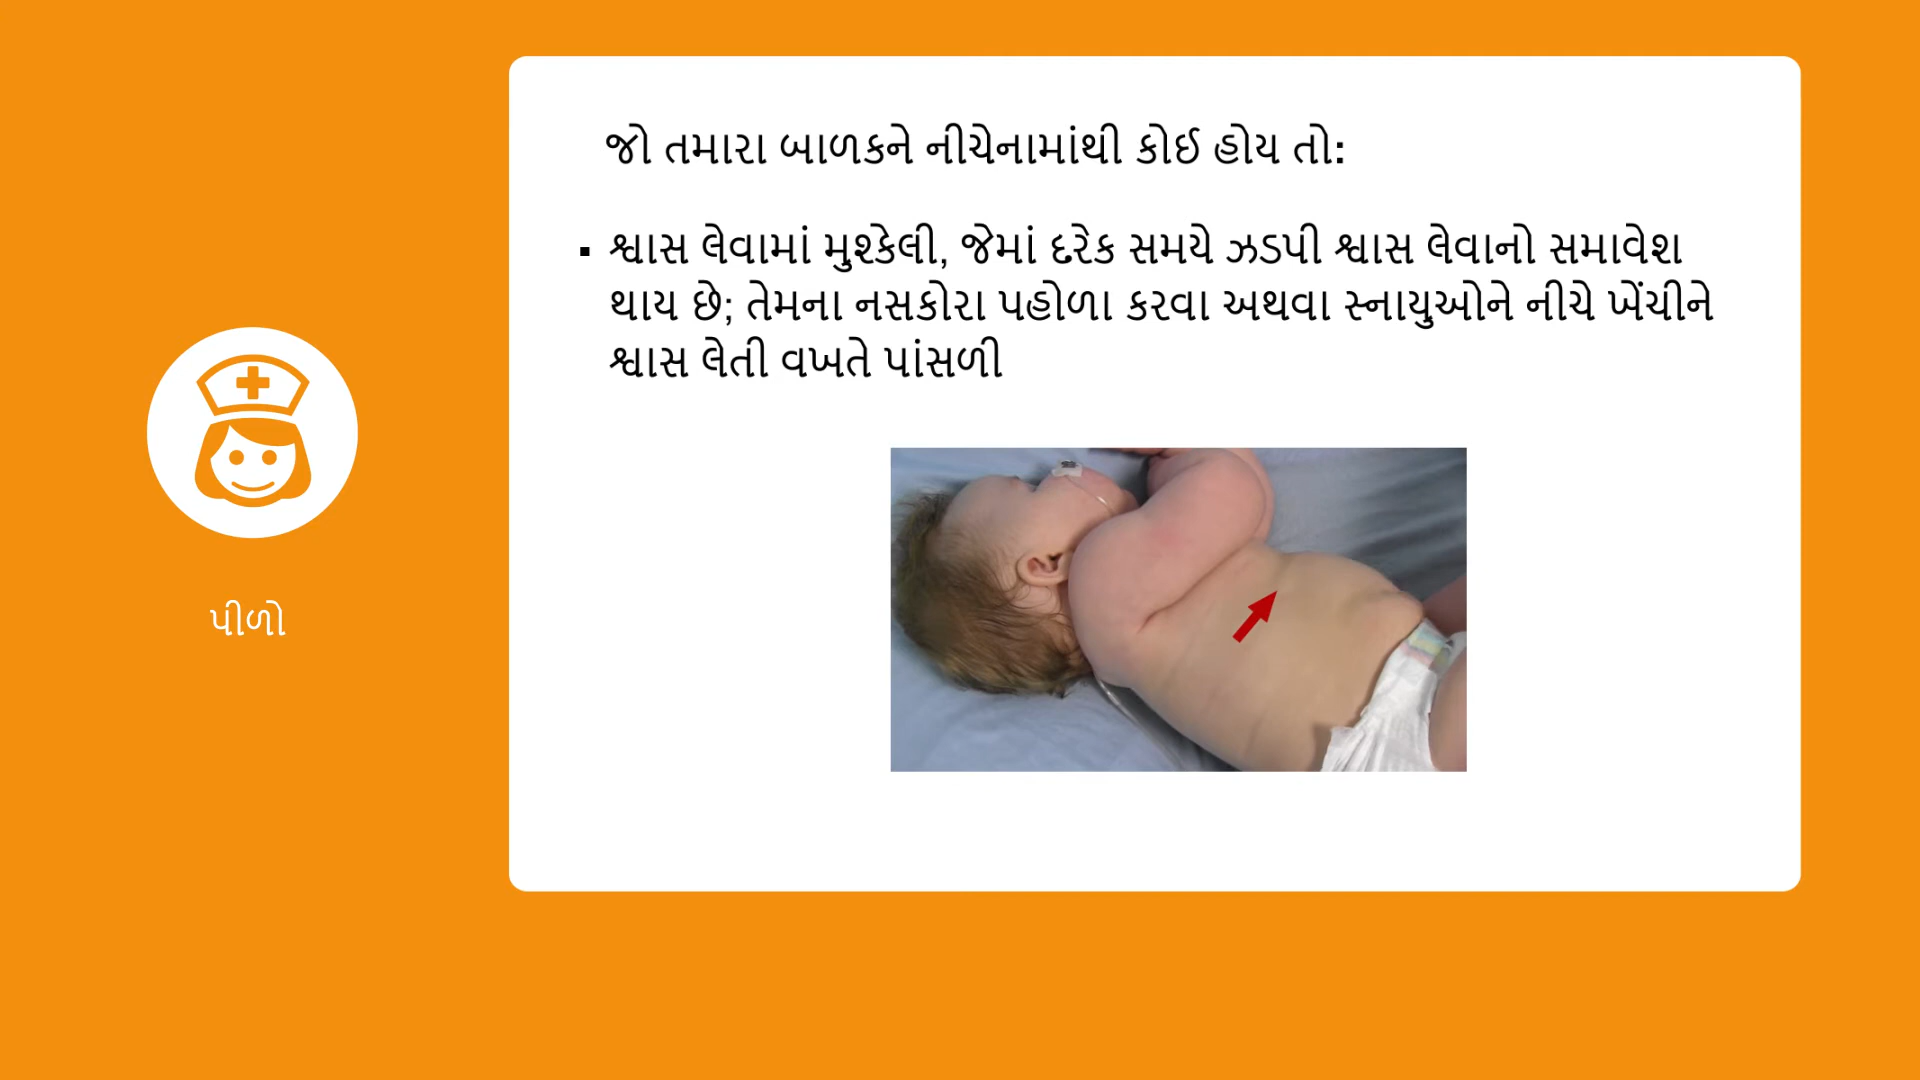 જો તમારા બાળકને નીચેનામાંથી કોઈ હોય તો:
▪ શ્વાસ લેવામાં મુશ્કેલી, જેમાં દરેક સમયે ઝડપી શ્વાસ લેવાનો સમાવેશ
થાય છે; તેમના નસકોરા પહોળા કરવા અથવા સ્નાયુઓને નીચે ખેંચીને
શ્વાસ લેતી વખતે પાંસળી
પીળો